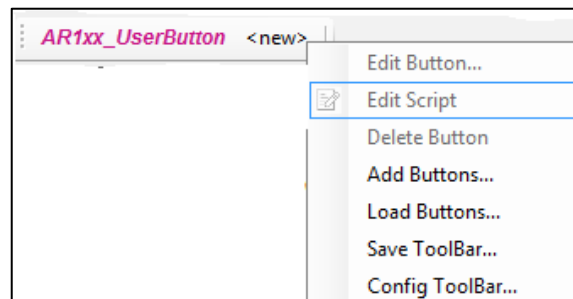 AR1xx_UserButton <new>
Edit Button...
Edit Script
Delete Button
Add Buttons...
Load Buttons...
Save ToolBar...
Config ToolBar...